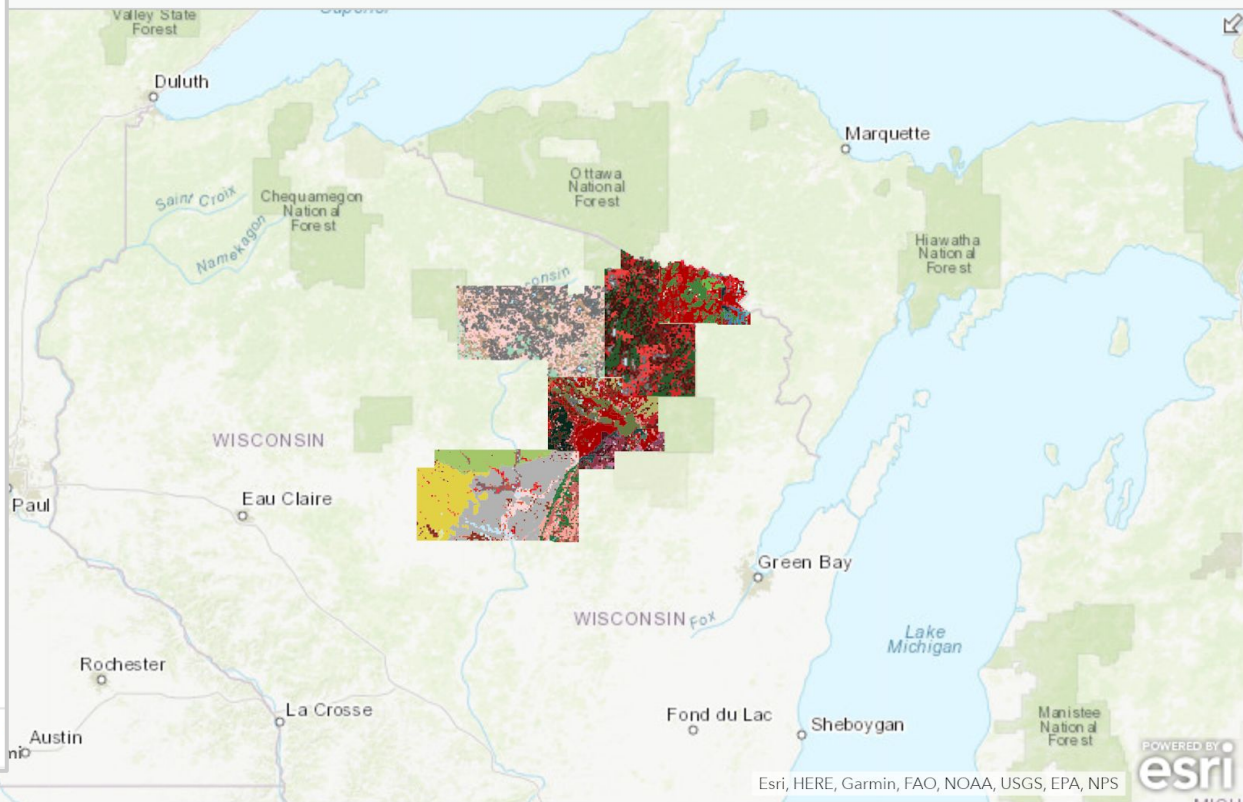 Superior
Valley State
Forest
Duluth
Marquette
Ottawa
National
Forest
Saint Croix
Chequamegon
National
Forest
Namekagon
Hiawatha
National
Forest
consin
WISCONSIN
Paul
Eau Claire
Green Bay
WISCONSIN
Fox
Lake
Michigan
Rochester
La Crosse
Fond du Lac
Sheboygan
Manistee
National
Forest
Austin
mi
POWERED BY
esri
Esri, HERE, Garmin, FAO, NOAA, USGS, EPA, NPS